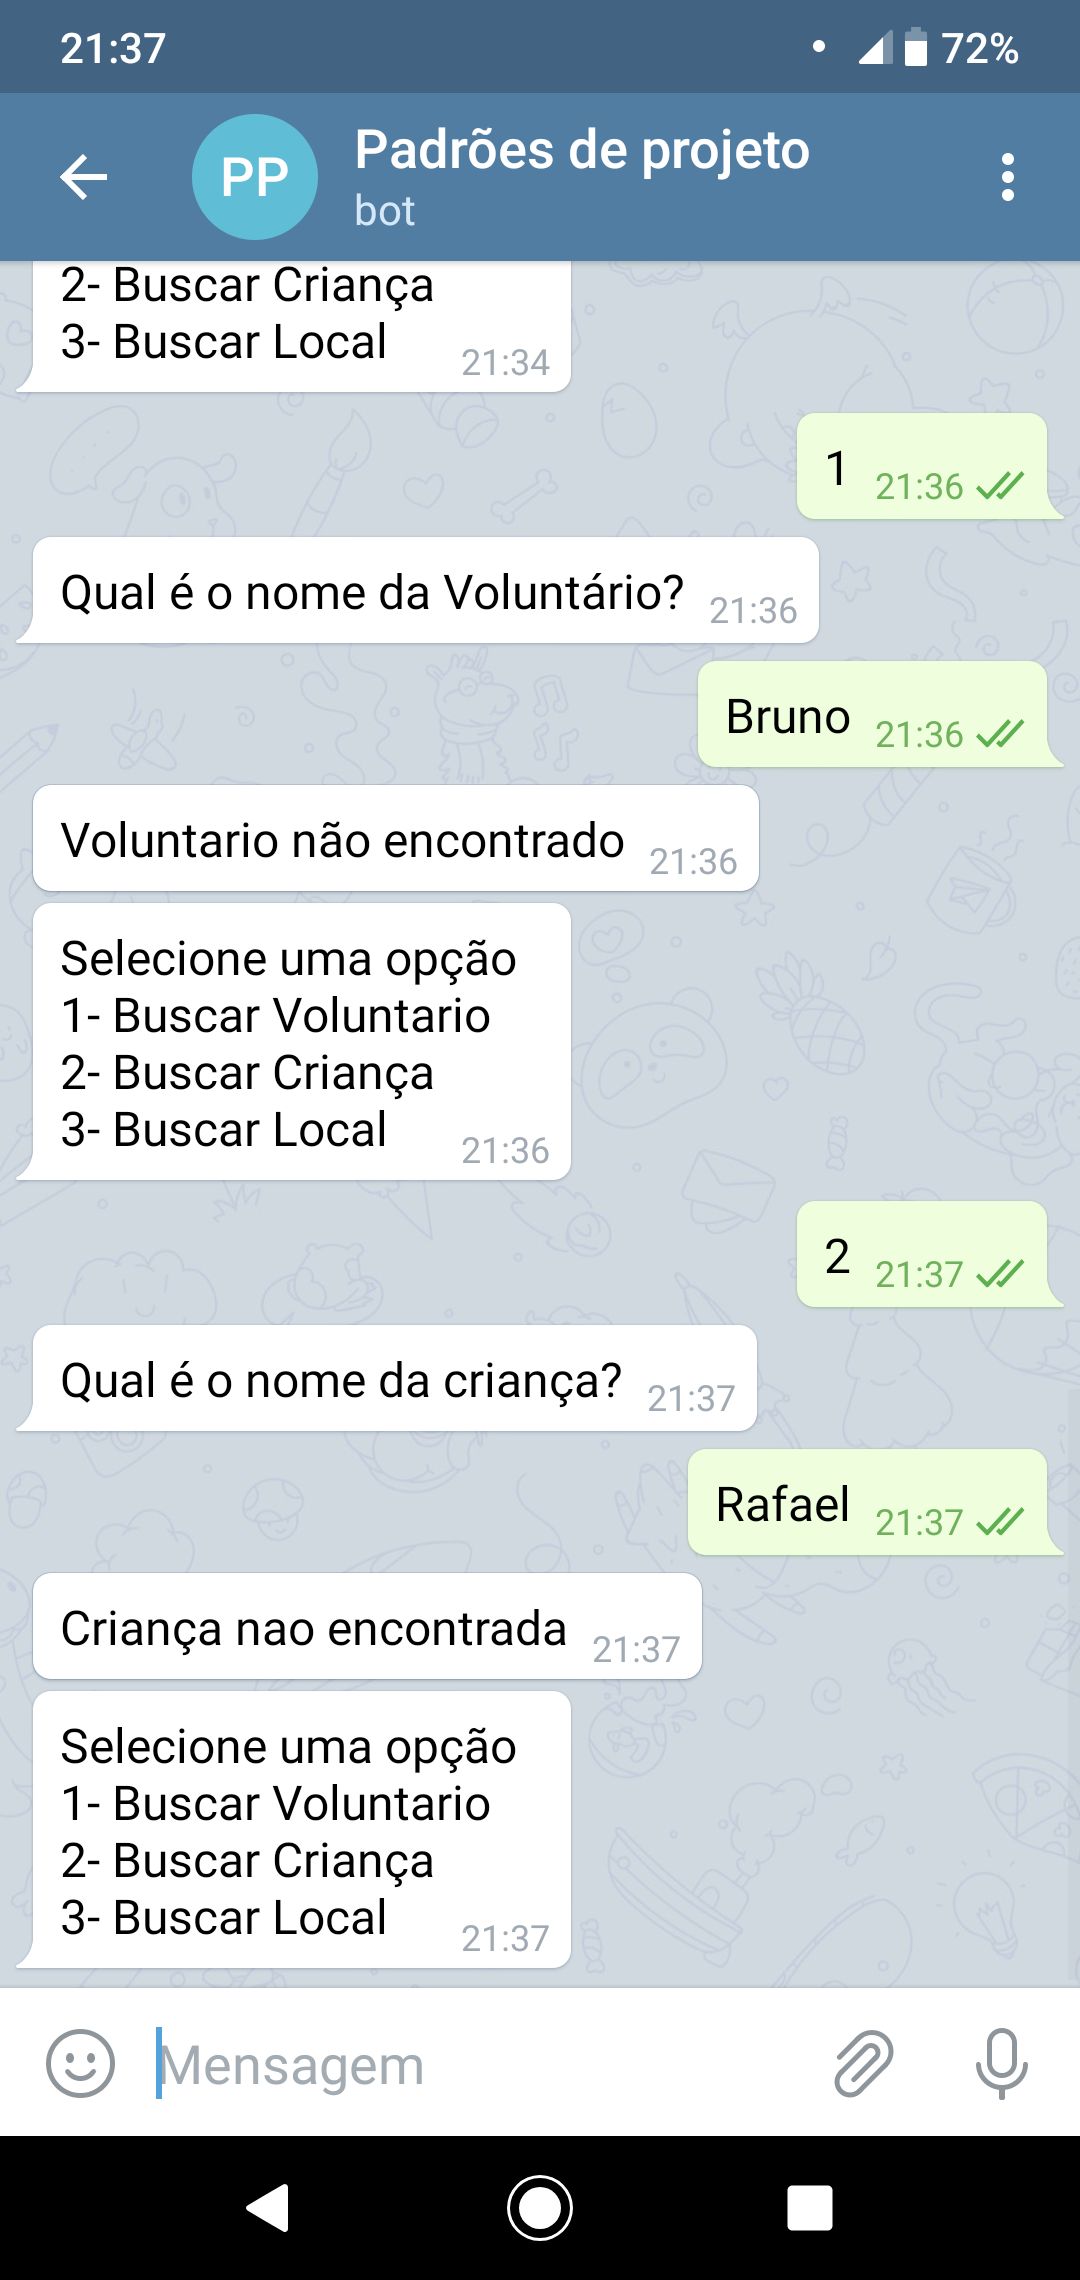 21:37
72%
PP
Padrões de projeto
bot
2- Buscar Criança
3- Buscar Local
21:34
1
21:36
Qual é o nome da Voluntário?
21:36
Bruno
21:36
Voluntario não encontrado
21:36
Selecione uma opção
1- Buscar Voluntario
2- Buscar Criança
3- Buscar Local
21:36
2
21:37
Qual é o nome da criança?
21:37
Rafael
21:37
Criança nao encontrada
21:37
Selecione uma opção
1- Buscar Voluntario
2- Buscar Criança
3- Buscar Local
21:37
Mensagem